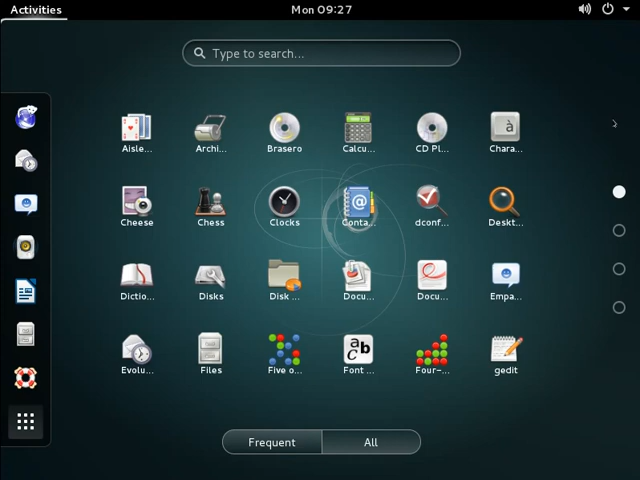 Activities
Mon 09:27
Type to search...
Aisle...
Archi...
Brasero
Calcu...
CD Pl...
Chara...
Cheese
Chess
Clocks
Conta...
dconf...
Deskt...
Dictio...
Disks
Disk ...
Docu...
Docu...
Empa...
Evolu...
Files
Five o...
Font ...
Four-...
gedit
Frequent
All